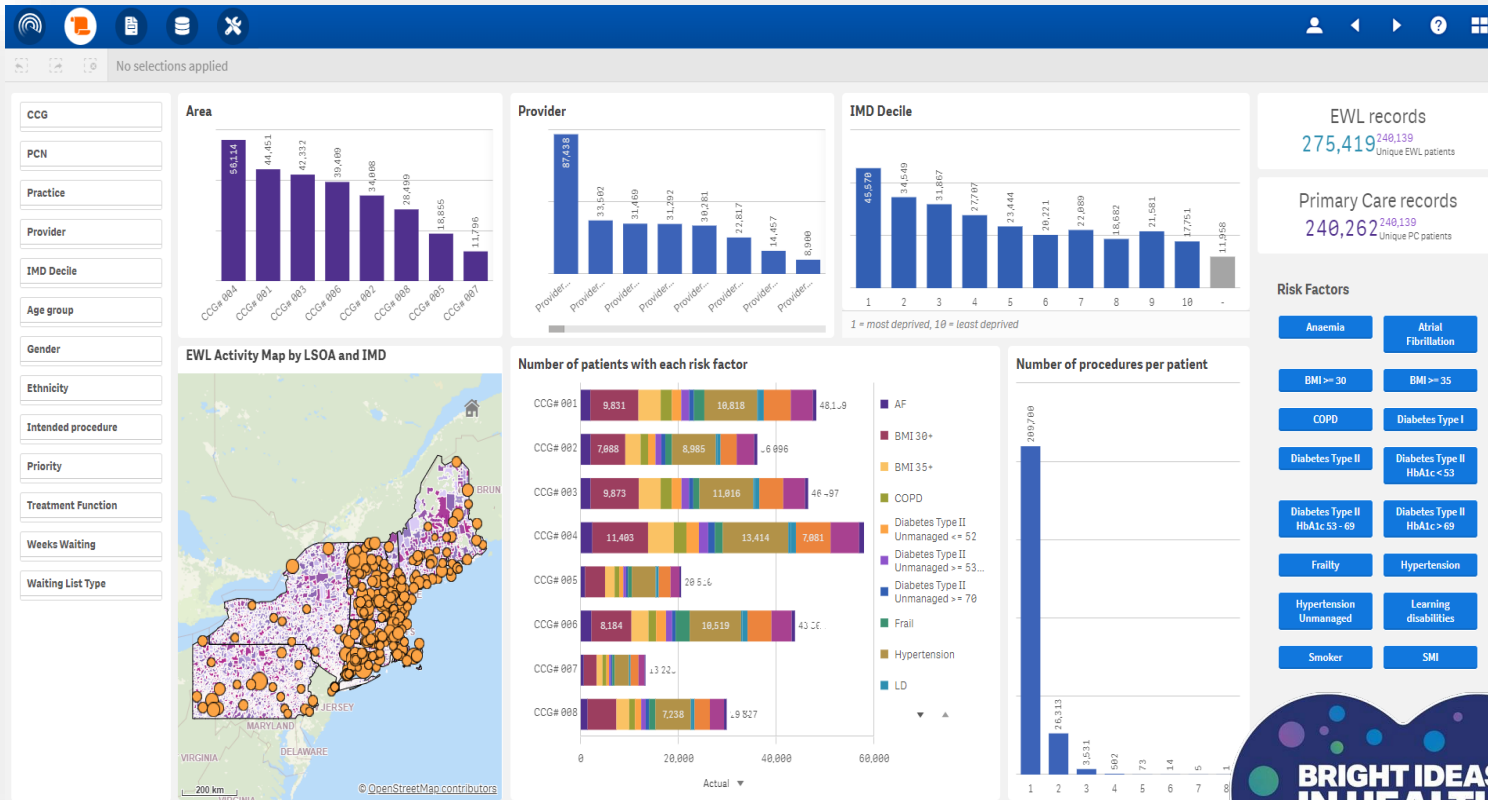 No selections applied
CCG
PCN
Practice
Provider
IMD Decile
Age group
Gender
Ethnicity
Intended procedure
Priority
Treatment Function
Weeks Waiting
Waiting List Type
Area
56,114
44,451
42,332
39,409
34,008
28,499
18,855
11,796
CCG# 004
CCG# 001
CCG# 003
CCG# 006
CCG# 002
CCG# 008
CCG# 005
CCG# 007
Provider
87,438
33,502
31,469
31,292
30,281
22,817
14,457
8,900
Provider...
Provider...
Provider...
Provider...
Provider...
Provider...
Provider...
Provider...
IMD Decile
45,570
34,549
31,867
27,707
23,444
20,221
22,089
18,682
21,581
17,751
11,958
1 2 3 4 5 6 7 8 9 10 -
1 = most deprived, 10 = least deprived
EWL records
275,419 240,139
Unique EWL patients
Primary Care records
240,262 240,139
Unique PC patients
EWL Activity Map by LSOA and IMD
BRUN
JERSEY
MARYLAND
DELAWARE
VIRGINIA
200 km
© OpenStreetMap contributors
Number of patients with each risk factor
CCG# 001 9,831 10,818
CCG# 002 7,088 8,985
CCG# 003 9,873 11,016
CCG# 004 11,403 13,414 7,081
CCG# 005
CCG# 006 8,184 10,519
CCG# 007
CCG# 008 7,238
0 20,000 40,000 60,000
Actual
AF
BMI 30+
BMI 35+
COPD
Diabetes Type II
Unmanaged <= 52
Diabetes Type II
Unmanaged >= 53...
Diabetes Type II
Unmanaged >= 70
Frail
Hypertension
LD
Number of procedures per patient
209,700
26,313
3,531
502
73
14
5
1
1 2 3 4 5 6 7 8
Risk Factors
Anaemia
Atrial
Fibrillation
BMI >= 30
BMI >= 35
COPD
Diabetes Type I
Diabetes Type II
Diabetes Type II
HbA1c < 53
Diabetes Type II
HbA1c 53 - 69
Diabetes Type II
HbA1c > 69
Frailty
Hypertension
Hypertension
Unmanaged
Learning
disabilities
Smoker
SMI
BRIGHT IDEAS